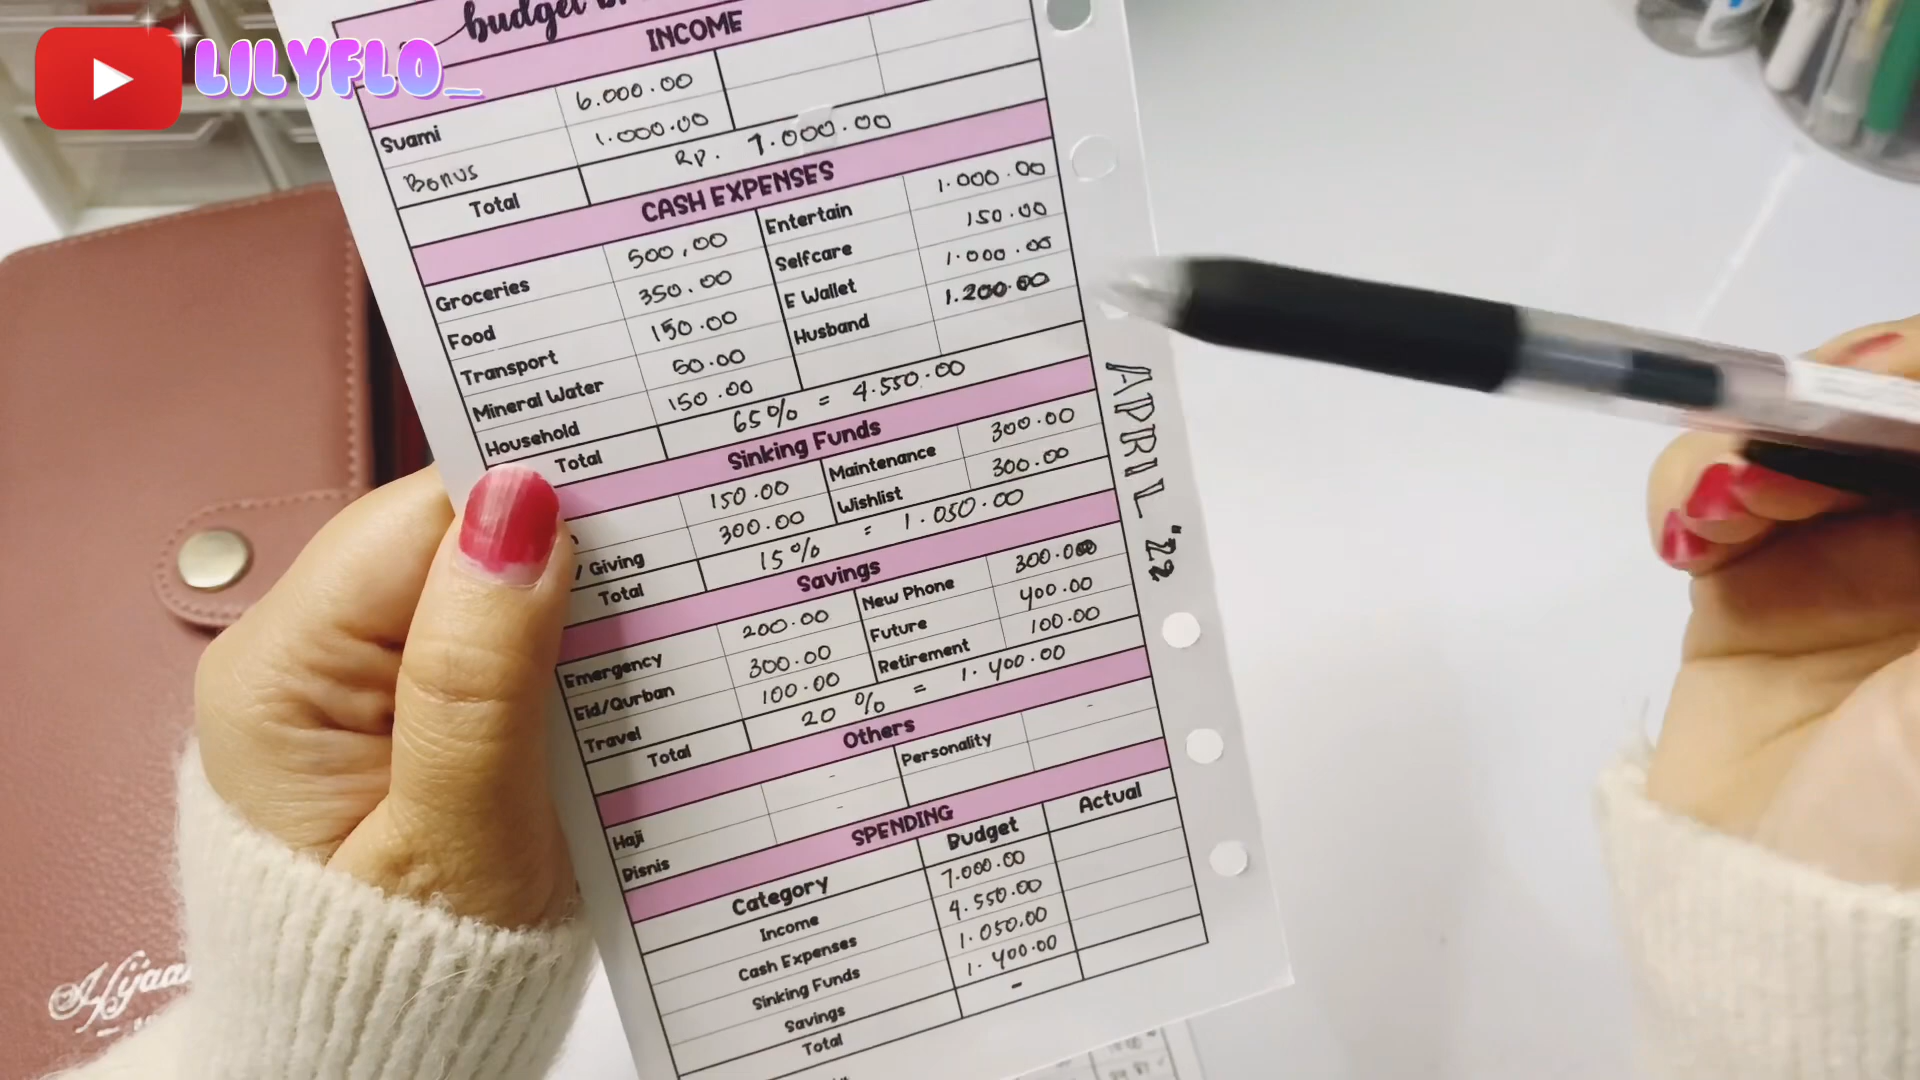 LILYFLO_
budget
INCOME
Suami 6.000.00
Bonus 1.000.00
Total Rp. 7.000.00
CASH EXPENSES
Groceries 500,00 Entertain 1.000.00
Food 350.00 Selfcare 150.00
Transport 150.00 E Wallet 1.000.00
Mineral Water 50.00 Husband 1.200.00
Household 150.00
Total 65% = 4.550.00
Sinking Funds
150.00 Maintenance 300.00
/ Giving 300.00 Wishlist 300.00
Total 15% = 1.050.00
Savings
Emergency 200.00 New Phone 300.000
Eid/Qurban 300.00 Future 400.00
Travel 100.00 Retirement 100.00
Total 20 % = 1.400.00
Others
Haji - Personality -
Bisnis -
SPENDING
Category Budget Actual
Income 7.000.00
Cash Expenses 4.550.00
Sinking Funds 1.050.00
Savings 1.400.00
Total -
APRIL "22